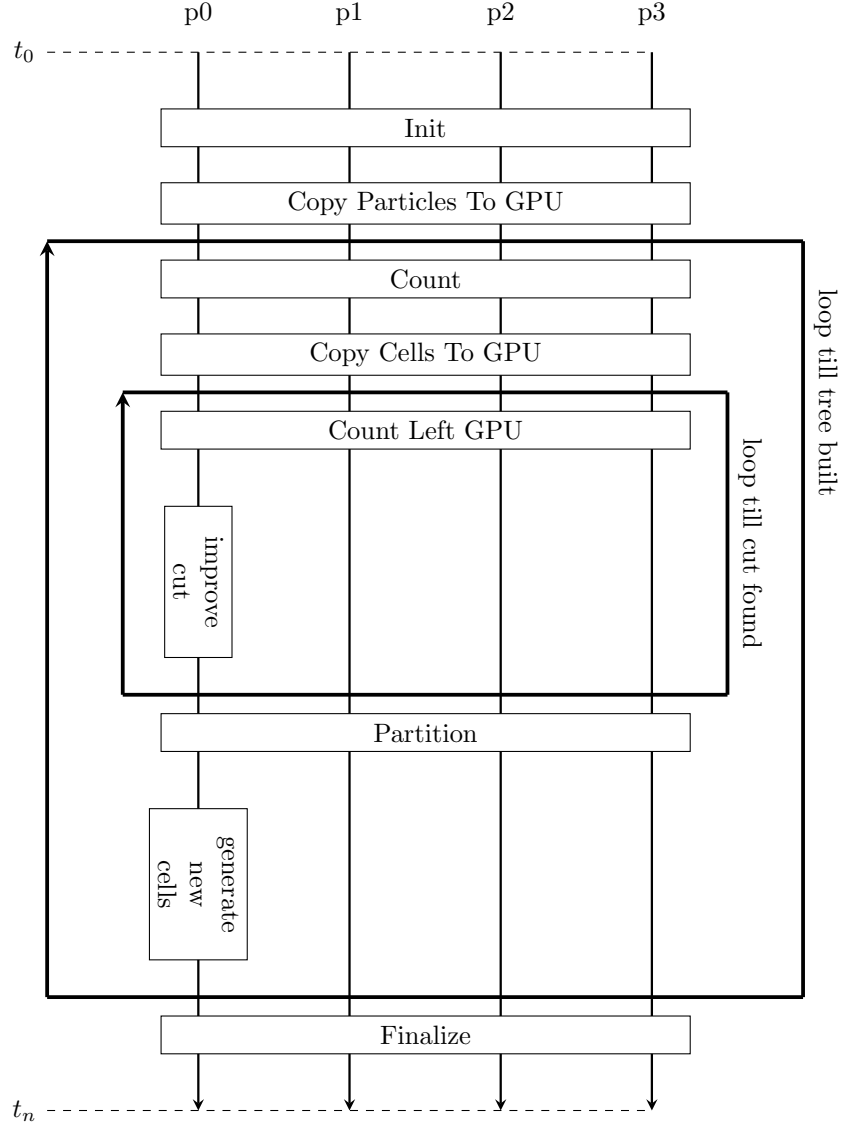 p0 p1 p2 p3
t₀
Init
Copy Particles To GPU
Count
Copy Cells To GPU
Count Left GPU
improve
cut
loop till cut found
loop till tree built
Partition
generate
new
cells
Finalize
tₙ